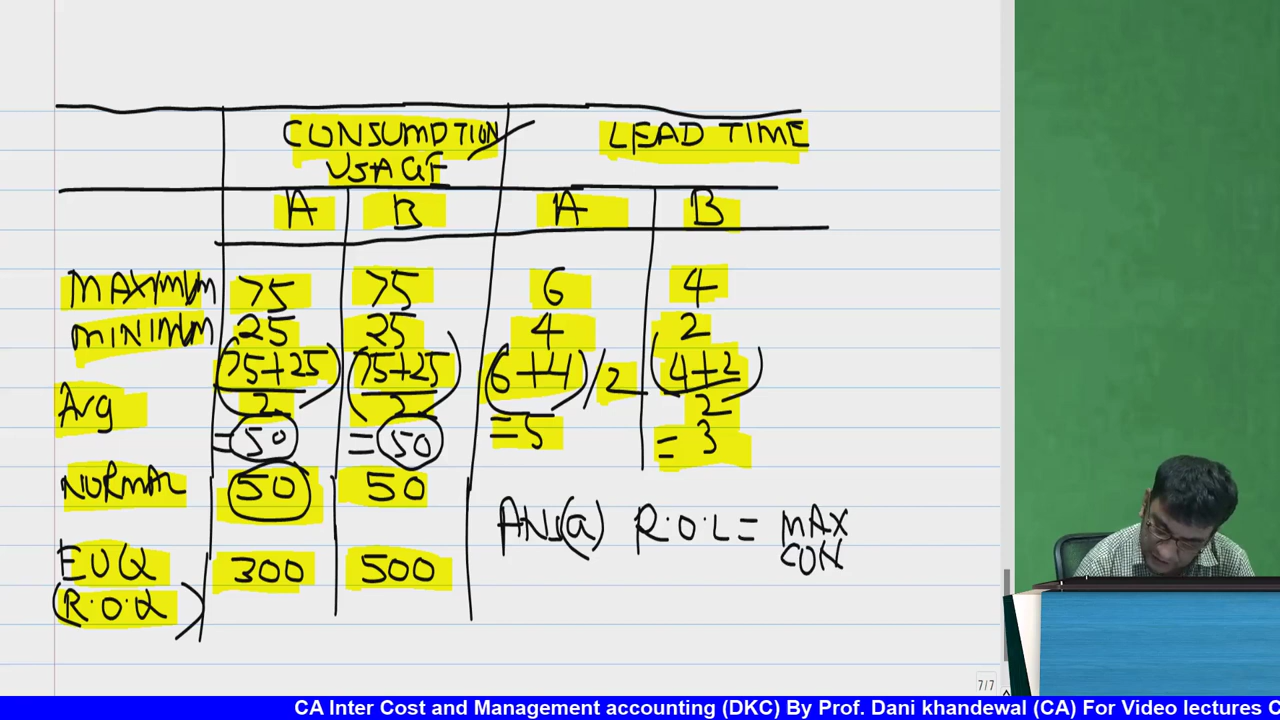 CONSUMPTION LEAD TIME
USAGE
A B A B
MAXIMUM 75 75 6 4
MINIMUM 25 25 4 2
(75+25) (75+25) (6+4)/2 (4+2)
Avg 2 2 2
=50 =50 =5 =3
NORMAL 50 50
ANS(a) R.O.L = MAX
CON
EOQ 300 500
(R.O.Q)
7/7
CA Inter Cost and Management accounting (DKC) By Prof. Dani khandewal (CA) For Video lectures C